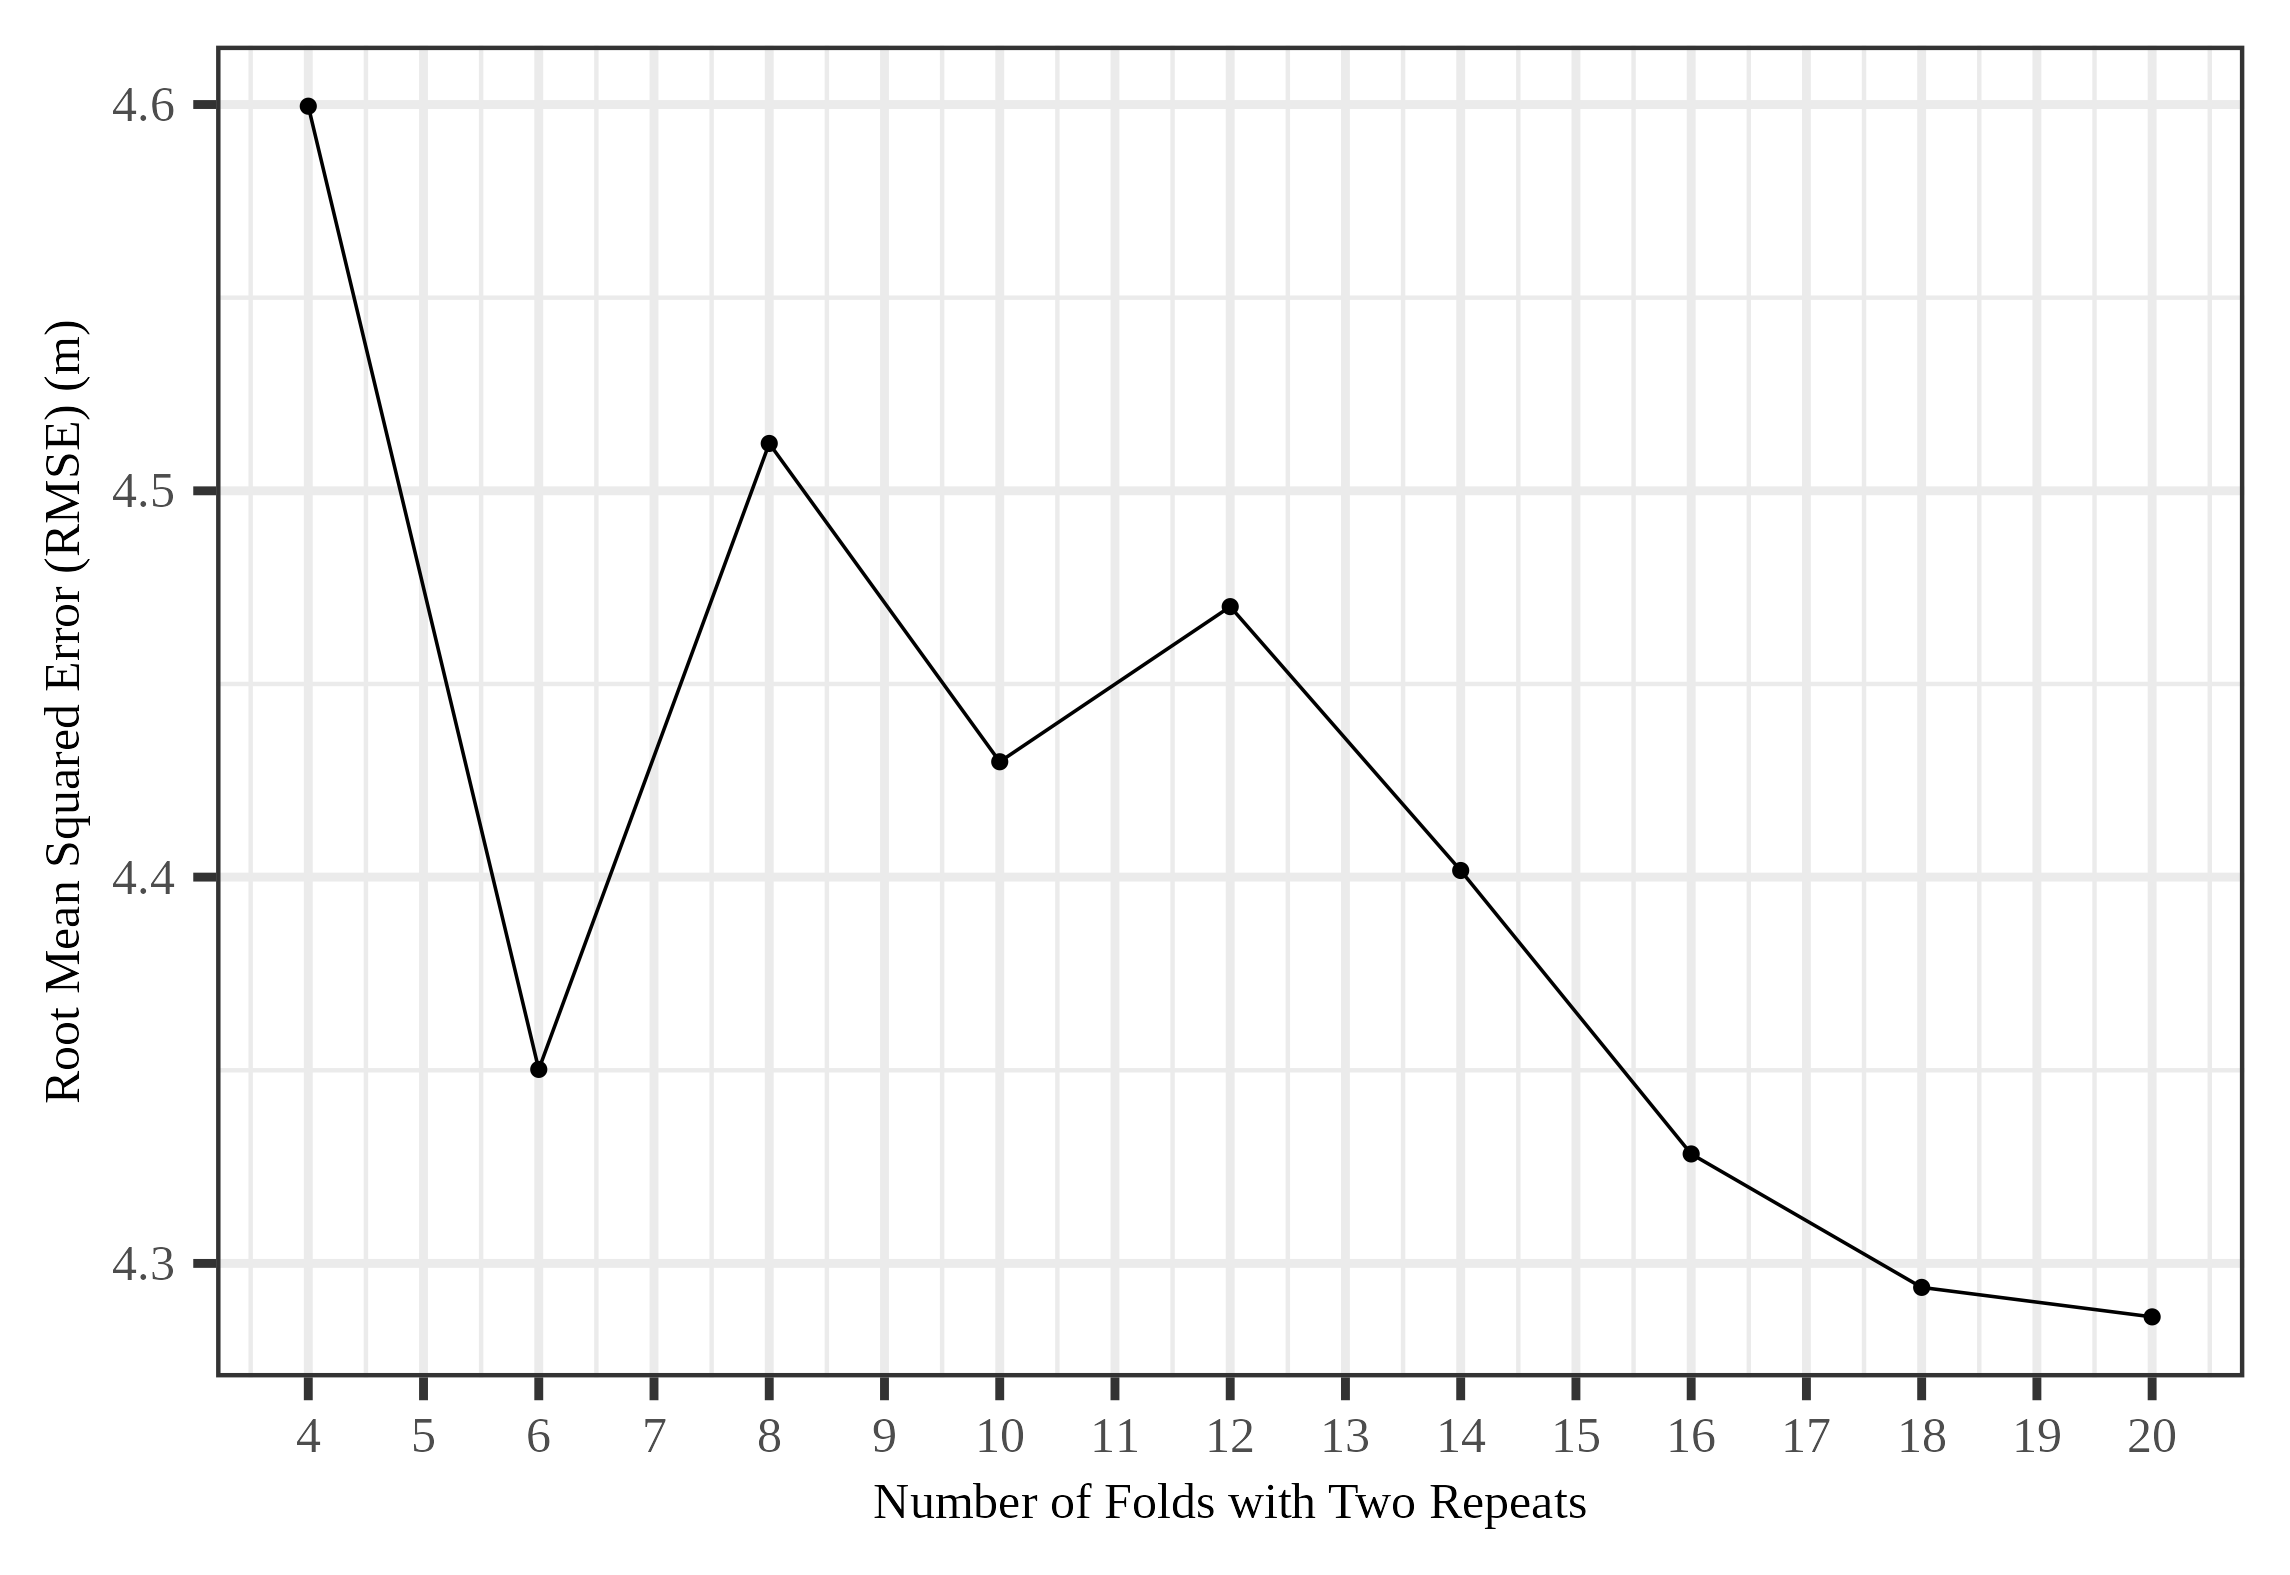 Root Mean Squared Error (RMSE) (m)
4.6
4.5
4.4
4.3
4 5 6 7 8 9 10 11 12 13 14 15 16 17 18 19 20
Number of Folds with Two Repeats